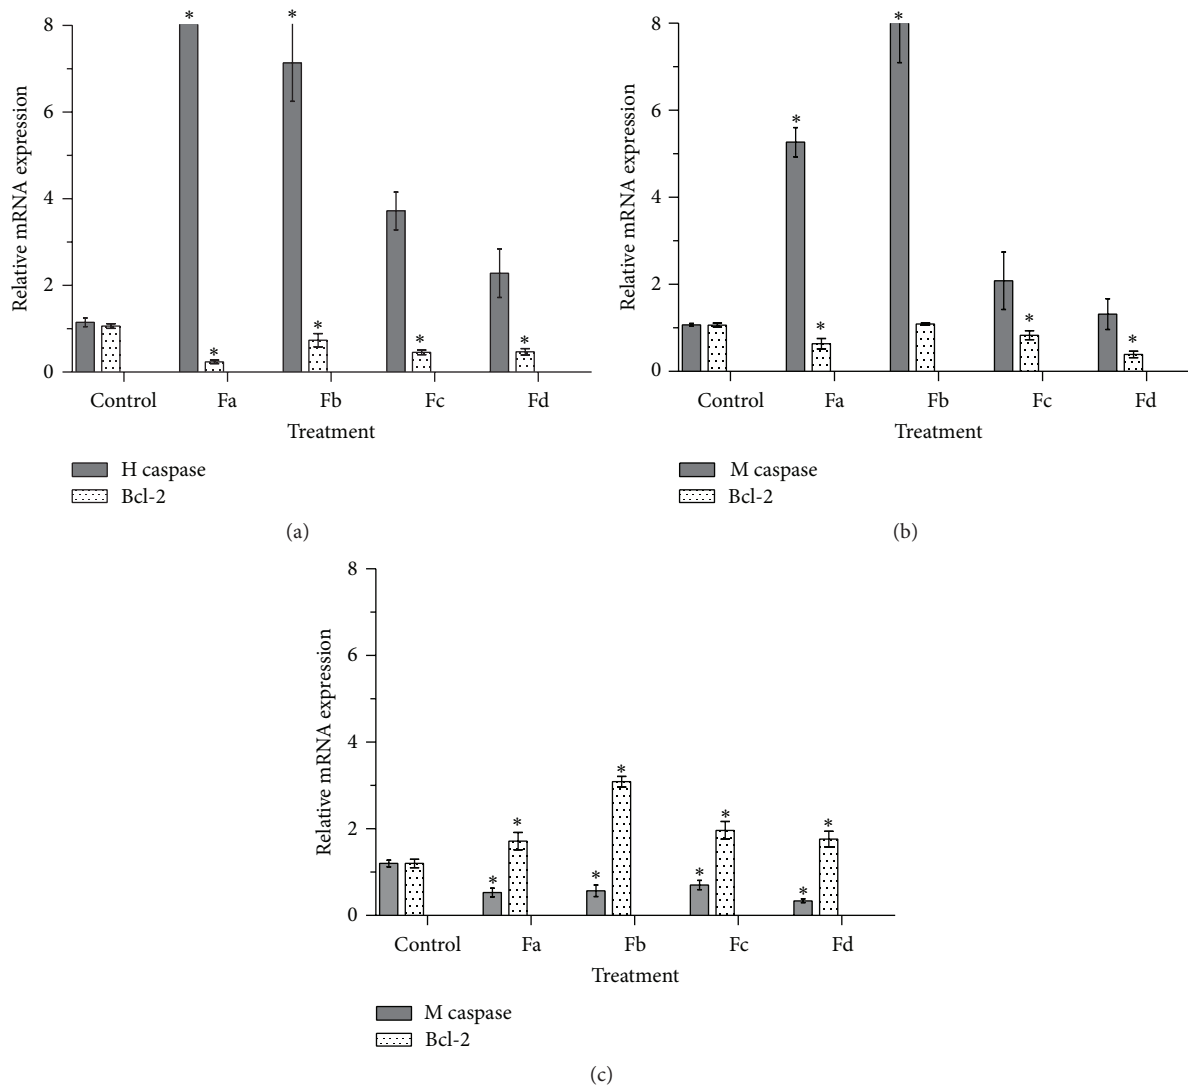 8
6
4
2
0
Relative mRNA expression
*
*
*
*
*
*
Control
Fa
Fb
Fc
Fd
Treatment
H caspase
Bcl-2
(a)
8
6
4
2
0
Relative mRNA expression
*
*
*
*
*
Control
Fa
Fb
Fc
Fd
Treatment
M caspase
Bcl-2
(b)
8
6
4
2
0
Relative mRNA expression
*
*
*
*
*
*
*
*
Control
Fa
Fb
Fc
Fd
Treatment
M caspase
Bcl-2
(c)